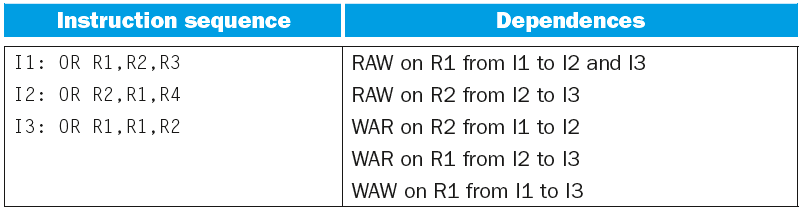 Instruction sequence
Dependences
I1: OR R1,R2,R3
I2: OR R2,R1,R4
I3: OR R1,R1,R2
RAW on R1 from I1 to I2 and I3
RAW on R2 from I2 to I3
WAR on R2 from I1 to I2
WAR on R1 from I2 to I3
WAW on R1 from I1 to I3